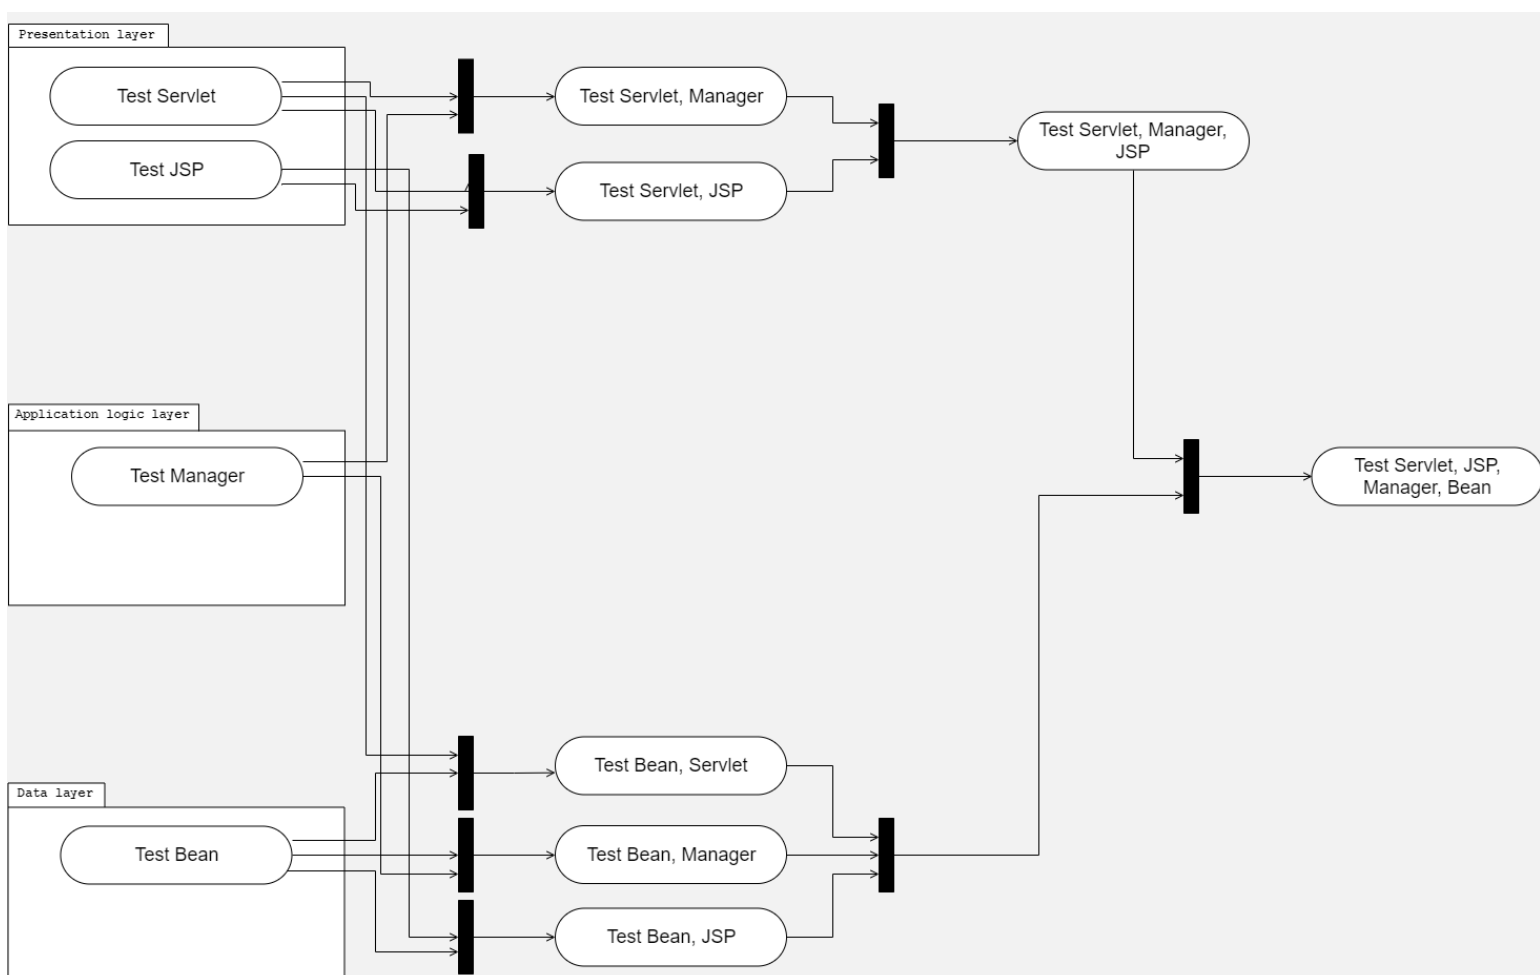 Presentation layer
Test Servlet
Test Servlet, Manager
Test Servlet, Manager,
JSP
Test JSP
Test Servlet, JSP
Application logic layer
Test Manager
Test Servlet, JSP,
Manager, Bean
Test Bean, Servlet
Data layer
Test Bean
Test Bean, Manager
Test Bean, JSP